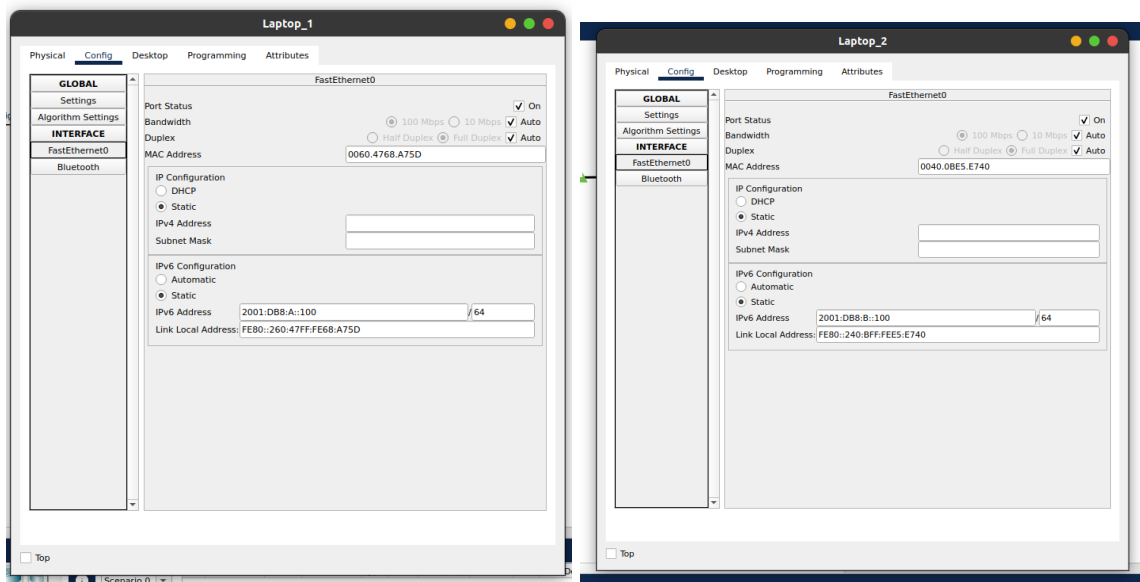 Laptop_1
Physical Config Desktop Programming Attributes
GLOBAL
Settings
Algorithm Settings
INTERFACE
FastEthernet0
Bluetooth
FastEthernet0
Port Status On
Bandwidth 100 Mbps 10 Mbps Auto
Duplex Half Duplex Full Duplex Auto
MAC Address 0060.4768.A75D
IP Configuration
DHCP
Static
IPv4 Address
Subnet Mask
IPv6 Configuration
Automatic
Static
IPv6 Address 2001:DB8:A::100 / 64
Link Local Address: FE80::260:47FF:FE68:A75D
Top
Scenario 0
Laptop_2
Physical Config Desktop Programming Attributes
GLOBAL
Settings
Algorithm Settings
INTERFACE
FastEthernet0
Bluetooth
FastEthernet0
Port Status On
Bandwidth 100 Mbps 10 Mbps Auto
Duplex Half Duplex Full Duplex Auto
MAC Address 0040.0BE5.E740
IP Configuration
DHCP
Static
IPv4 Address
Subnet Mask
IPv6 Configuration
Automatic
Static
IPv6 Address 2001:DB8:B::100 / 64
Link Local Address: FE80::240:BFF:FEE5:E740
Top